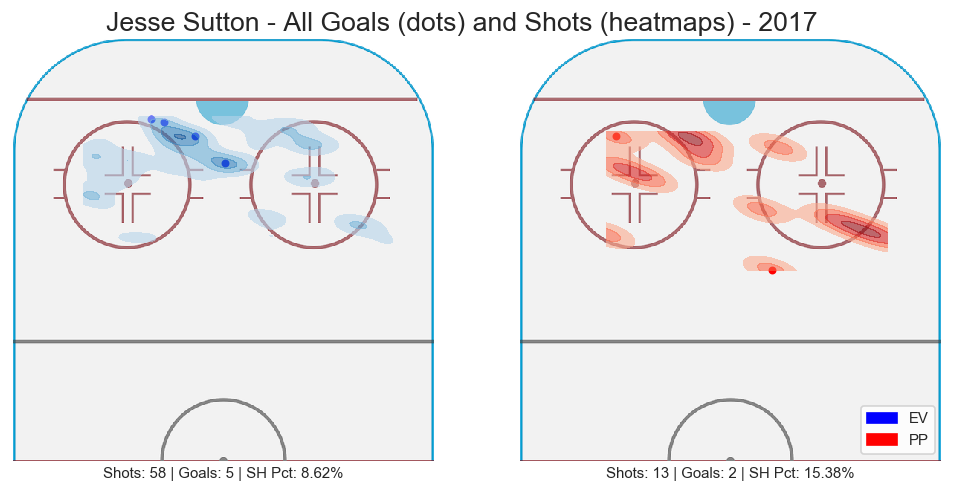 Jesse Sutton - All Goals (dots) and Shots (heatmaps) - 2017
EV
PP
Shots: 58 | Goals: 5 | SH Pct: 8.62%
Shots: 13 | Goals: 2 | SH Pct: 15.38%